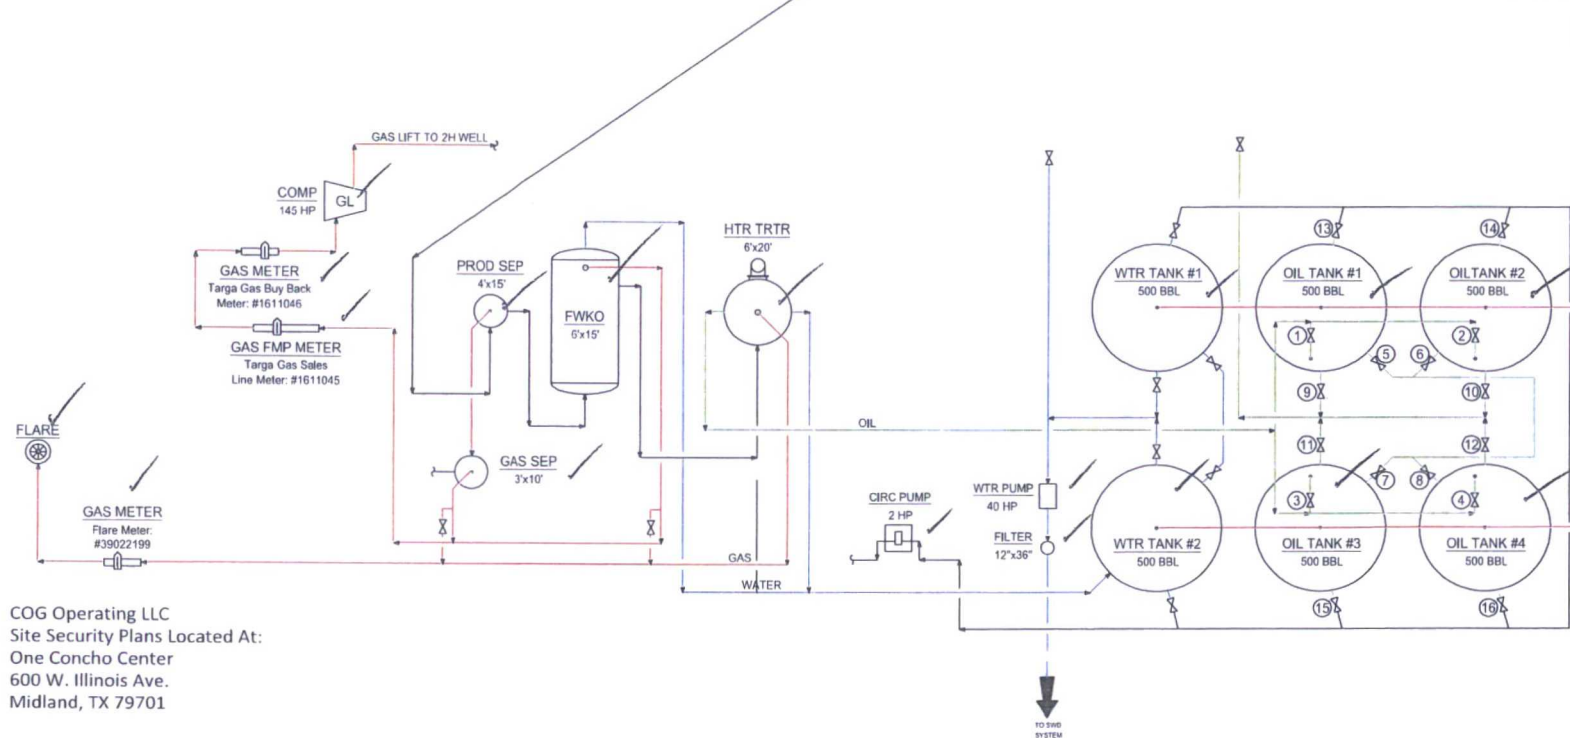 GAS LIFT TO 2H WELL
COMP
145 HP
GL
GAS METER
Targa Gas Buy Back
Meter: #1611046
GAS FMP METER
Targa Gas Sales
Line Meter: #1611045
FLARE
GAS METER
Flare Meter:
#39022199
PROD SEP
4'x15'
FWKO
6'x15'
GAS SEP
3'x10'
HTR TRTR
6'x20'
OIL
GAS
WATER
CIRC PUMP
2 HP
WTR PUMP
40 HP
FILTER
12"x36"
TO SWD
SYSTEM
WTR TANK #1
500 BBL
OIL TANK #1
500 BBL
OILTANK #2
500 BBL
13
14
1
2
5
6
9
10
11
12
7
8
3
4
WTR TANK #2
500 BBL
OIL TANK #3
500 BBL
OIL TANK #4
500 BBL
15
16
COG Operating LLC
Site Security Plans Located At:
One Concho Center
600 W. Illinois Ave.
Midland, TX 79701